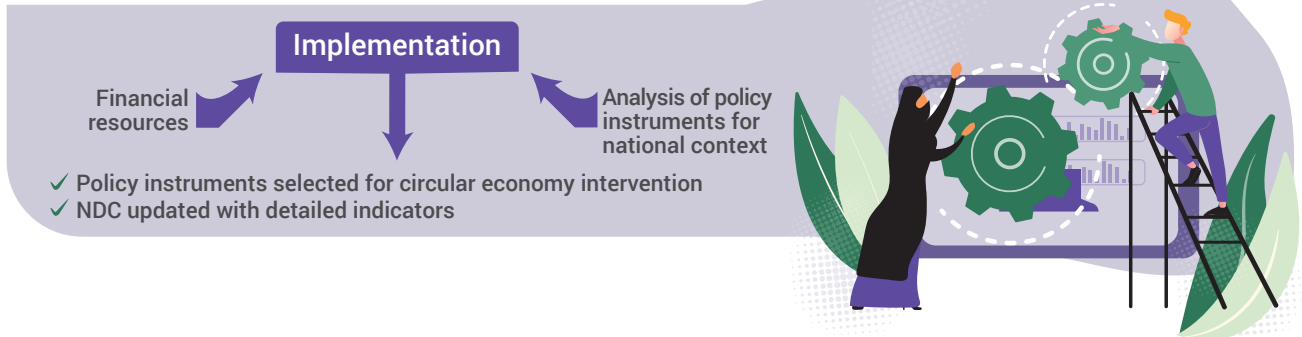 Implementation
Financial
resources
Analysis of policy
instruments for
national context
Policy instruments selected for circular economy intervention
NDC updated with detailed indicators